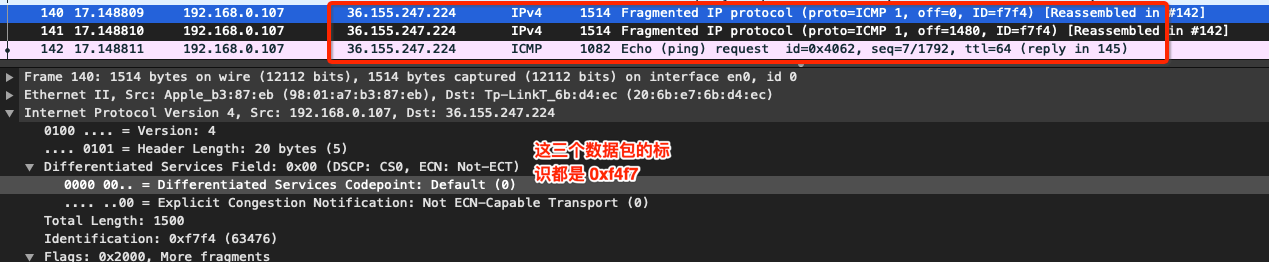 140 17.148809 192.168.0.107 36.155.247.224 IPv4 1514 Fragmented IP protocol (proto=ICMP 1, off=0, ID=f7f4) [Reassembled in #142]
141 17.148810 192.168.0.107 36.155.247.224 IPv4 1514 Fragmented IP protocol (proto=ICMP 1, off=1480, ID=f7f4) [Reassembled in #142]
142 17.148811 192.168.0.107 36.155.247.224 ICMP 1082 Echo (ping) request id=0x4062, seq=7/1792, ttl=64 (reply in 145)
Frame 140: 1514 bytes on wire (12112 bits), 1514 bytes captured (12112 bits) on interface en0, id 0
Ethernet II, Src: Apple_b3:87:eb (98:01:a7:b3:87:eb), Dst: Tp-LinkT_6b:d4:ec (20:6b:e7:6b:d4:ec)
Internet Protocol Version 4, Src: 192.168.0.107, Dst: 36.155.247.224
0100 .... = Version: 4
.... 0101 = Header Length: 20 bytes (5)
这三个数据包的标
Differentiated Services Field: 0x00 (DSCP: CS0, ECN: Not-ECT)
识都是 0xf4f7
0000 00.. = Differentiated Services Codepoint: Default (0)
.... ..00 = Explicit Congestion Notification: Not ECN-Capable Transport (0)
Total Length: 1500
Identification: 0xf7f4 (63476)
Flags: 0x2000, More fragments